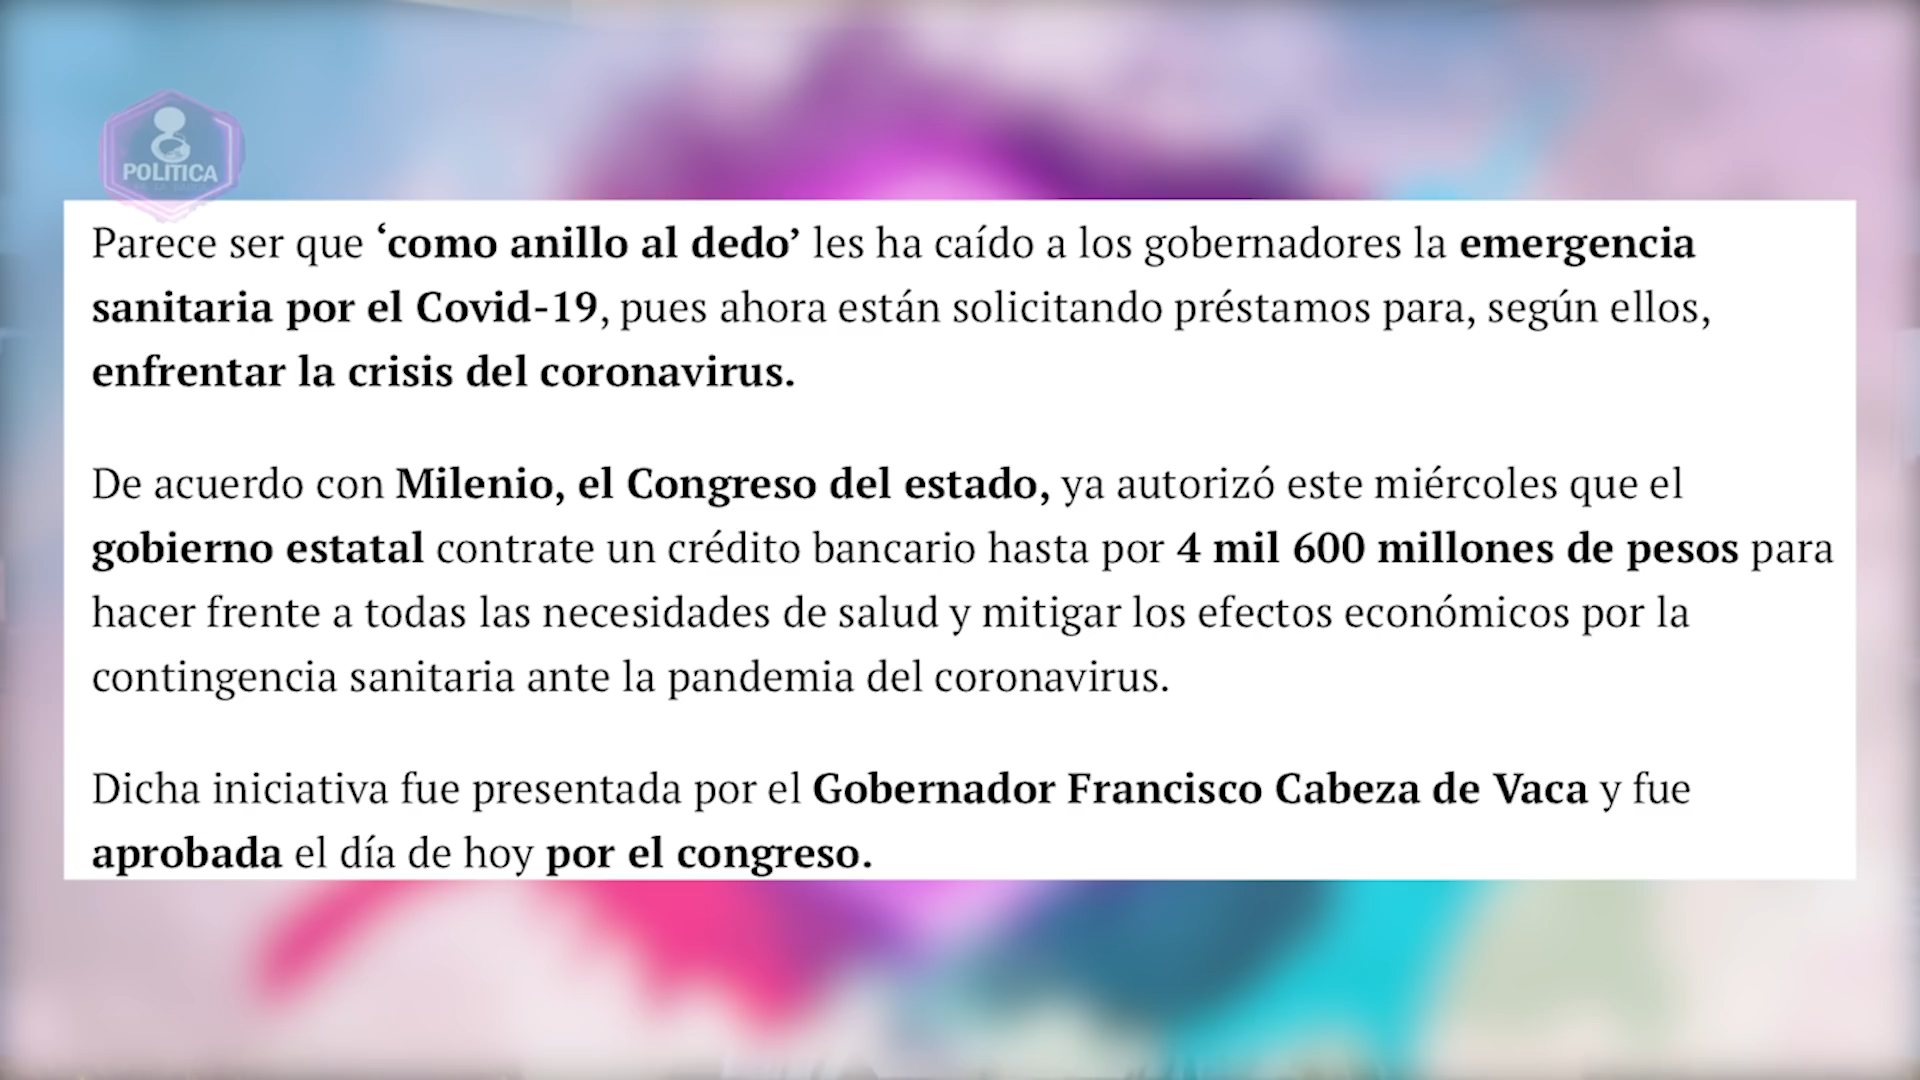 POLITICA
Parece ser que ‘como anillo al dedo’ les ha caído a los gobernadores la emergencia
sanitaria por el Covid-19, pues ahora están solicitando préstamos para, según ellos,
enfrentar la crisis del coronavirus.
De acuerdo con Milenio, el Congreso del estado, ya autorizó este miércoles que el
gobierno estatal contrate un crédito bancario hasta por 4 mil 600 millones de pesos para
hacer frente a todas las necesidades de salud y mitigar los efectos económicos por la
contingencia sanitaria ante la pandemia del coronavirus.
Dicha iniciativa fue presentada por el Gobernador Francisco Cabeza de Vaca y fue
aprobada el día de hoy por el congreso.